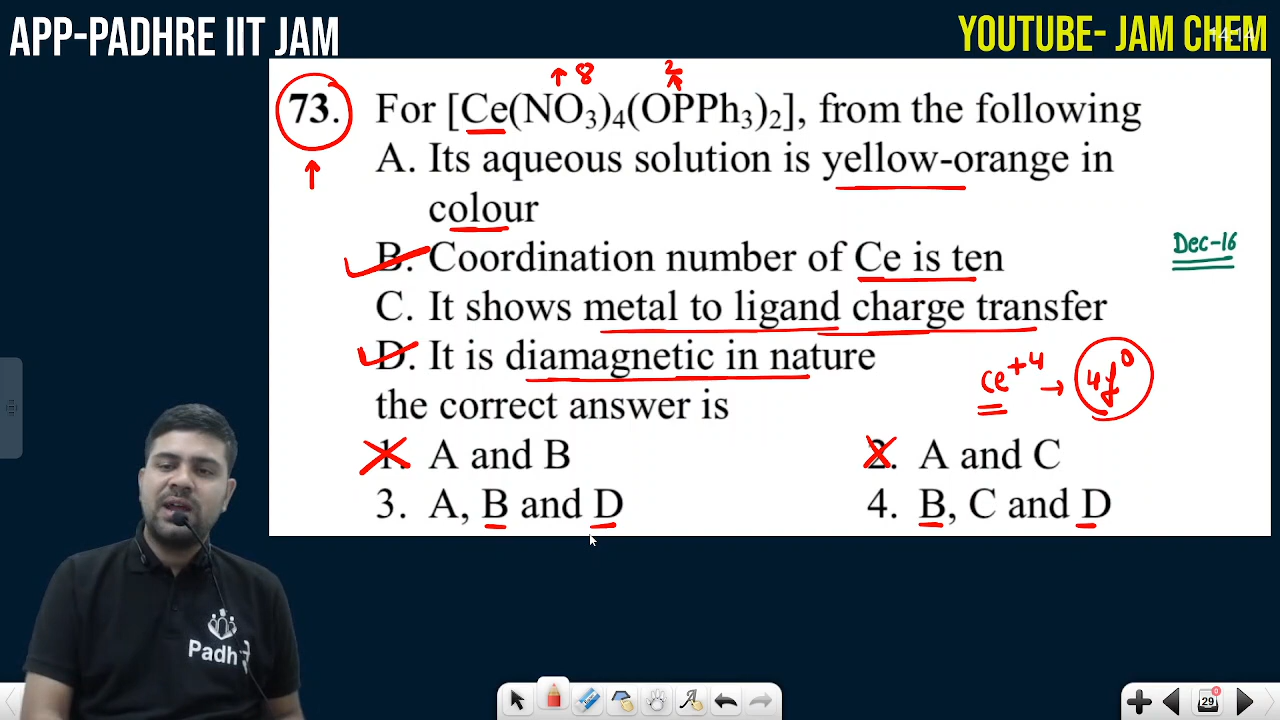 APP-PADHRE IIT JAM
YOUTUBE- JAM CHEM
↑ 8
2
73. For [Ce(NO₃)₄(OPPh₃)₂], from the following
A. Its aqueous solution is yellow-orange in
colour
Dec-16
B. Coordination number of Ce is ten
C. It shows metal to ligand charge transfer
D. It is diamagnetic in nature
Ce⁺⁴ → 4f⁰
the correct answer is
1. A and B
2. A and C
3. A, B and D
4. B, C and D
Padh
29